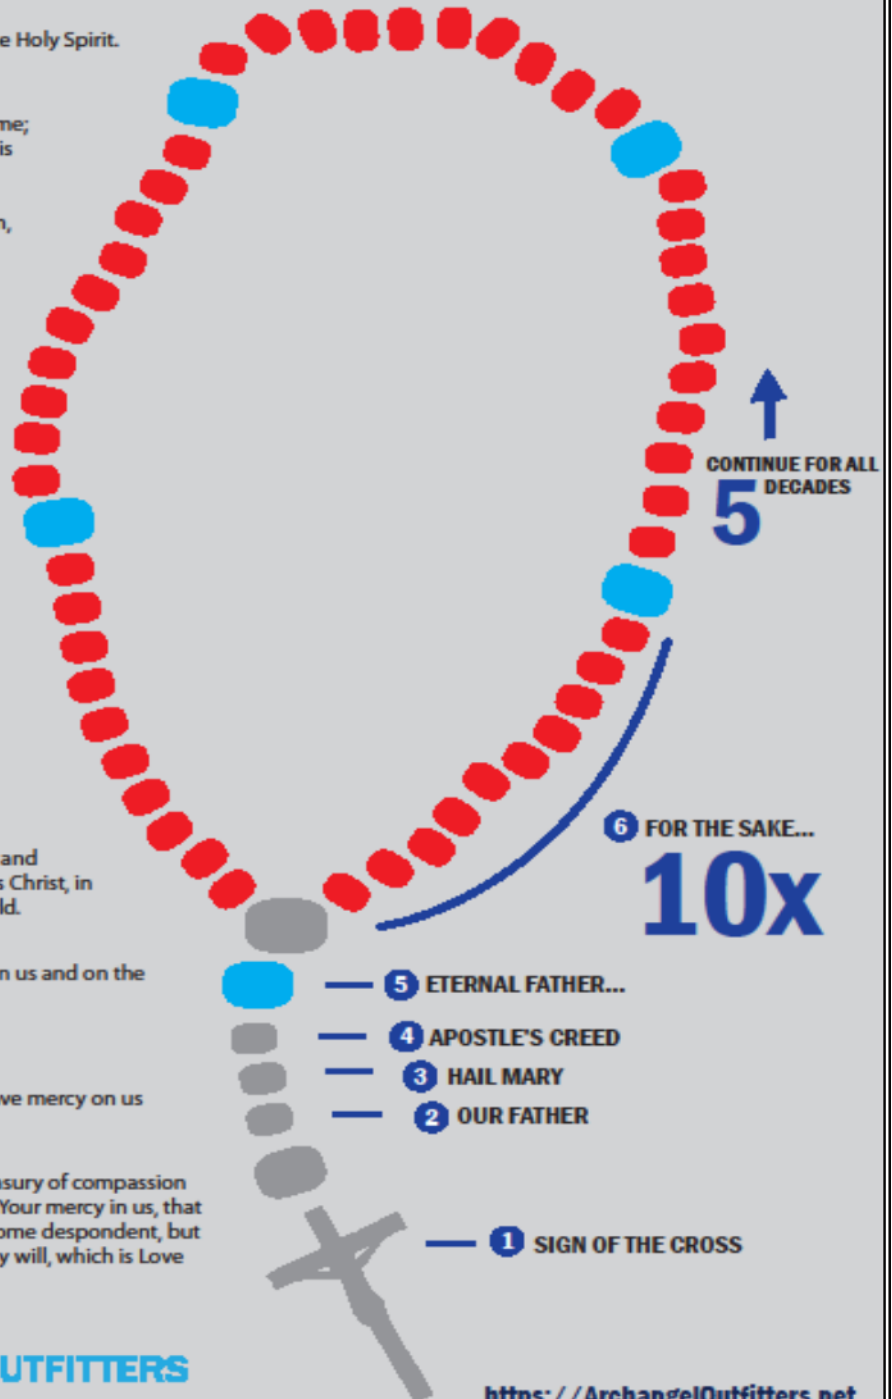 e Holy Spirit.
me;
is
n,
CONTINUE FOR ALL
5 DECADES
6 FOR THE SAKE...
10x
and
s Christ, in
ld.
n us and on the
5 ETERNAL FATHER...
4 APOSTLE'S CREED
3 HAIL MARY
2 OUR FATHER
ve mercy on us
asury of compassion
Your mercy in us, that
ome despondent, but
y will, which is Love
1 SIGN OF THE CROSS
UTFITTERS
https://ArchangelOutfitters.net